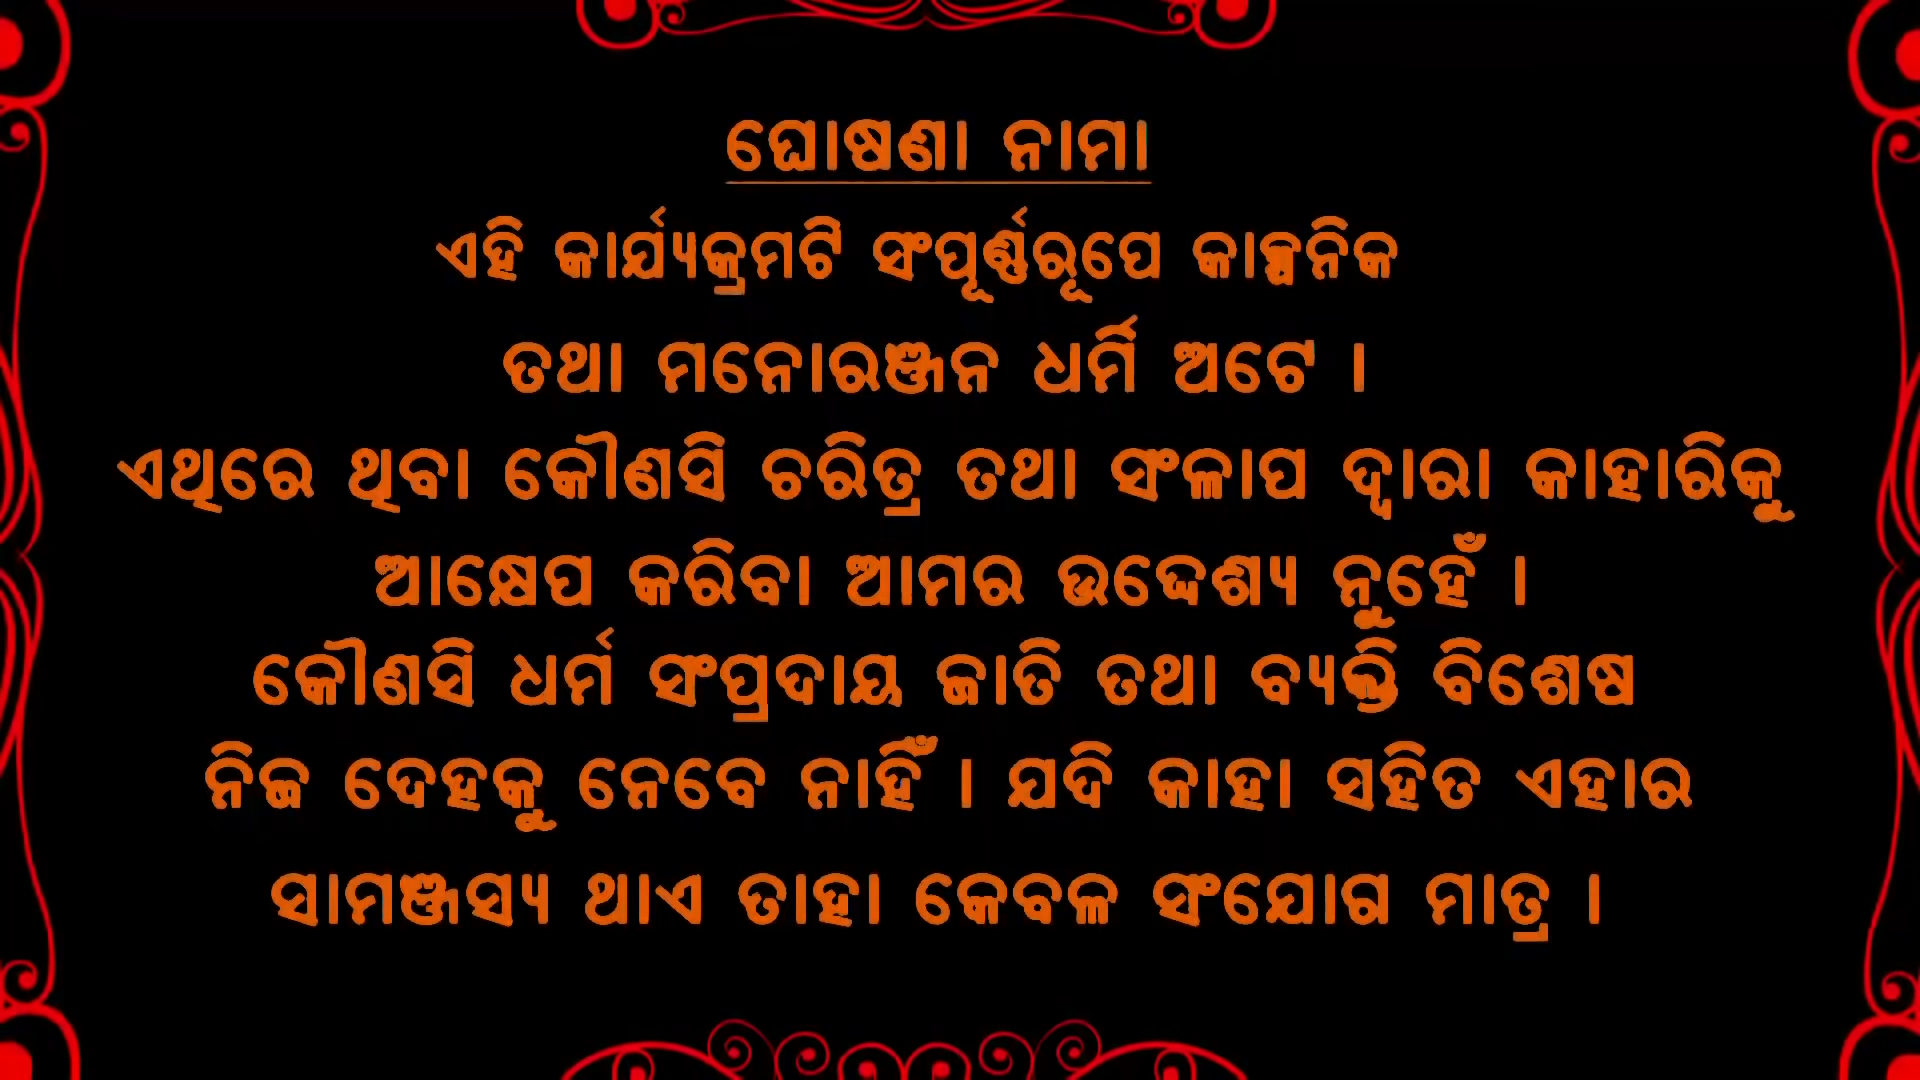 ଘୋଷଣା ନାମା
ଏହି କାର୍ଯ୍ୟକ୍ରମଟି ସଂପୂର୍ଣ୍ଣରୂପେ କାଳ୍ପନିକ
ତଥା ମନୋରଞ୍ଜନ ଧର୍ମି ଅଟେ ।
ଏଥିରେ ଥିବା କୌଣସି ଚରିତ୍ର ତଥା ସଂଳାପ ଦ୍ୱାରା କାହାରିକୁ
ଆକ୍ଷେପ କରିବା ଆମର ଉଦ୍ଦେଶ୍ୟ ନୁହେଁ ।
କୌଣସି ଧର୍ମ ସଂପ୍ରଦାୟ ଜାତି ତଥା ବ୍ୟକ୍ତି ବିଶେଷ
ନିଜ ଦେହକୁ ନେବେ ନାହିଁ । ଯଦି କାହା ସହିତ ଏହାର
ସାମଞ୍ଜସ୍ୟ ଥାଏ ତାହା କେବଳ ସଂଯୋଗ ମାତ୍ର ।